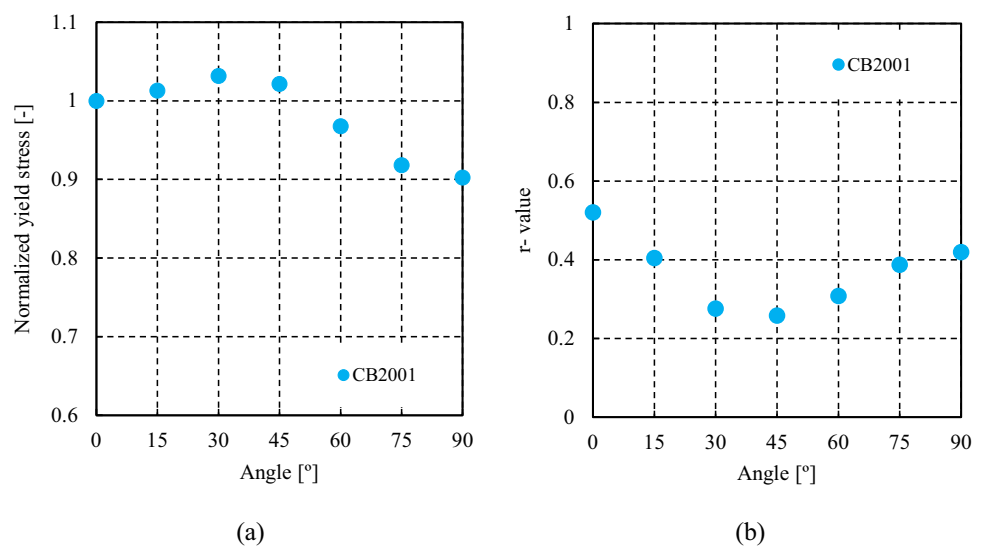 1.1
1
0.9
0.8
0.7
0.6
Normalized yield stress [-]
CB2001
0 15 30 45 60 75 90
Angle [º]
(a)
1
0.8
0.6
0.4
0.2
0
r- value
CB2001
0 15 30 45 60 75 90
Angle [º]
(b)